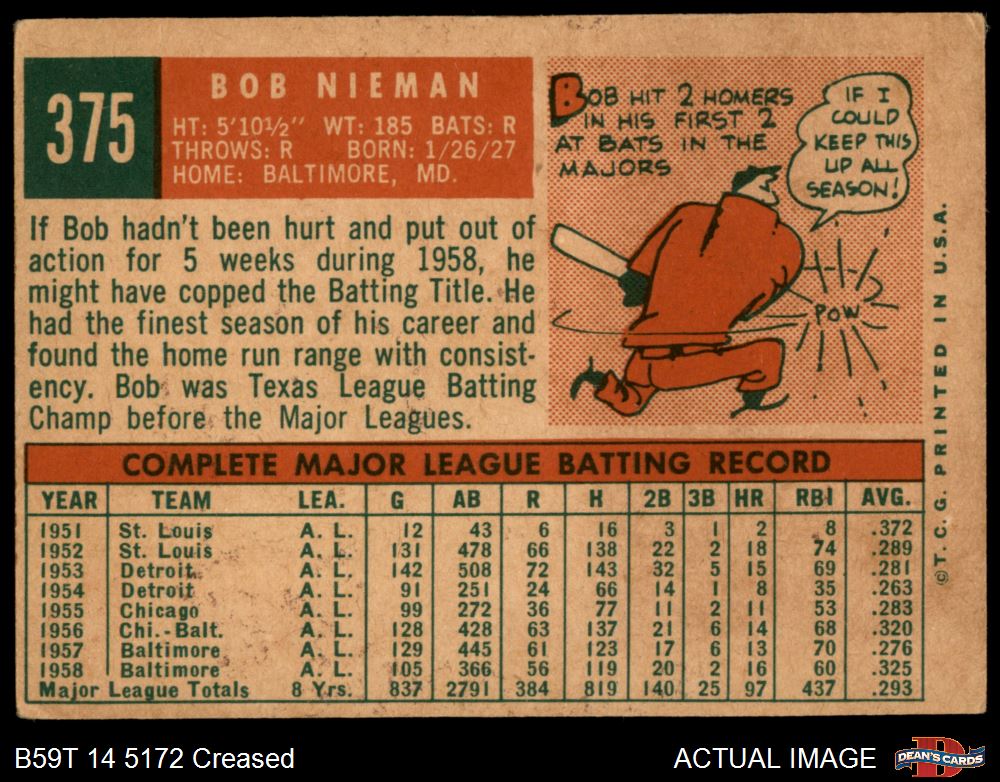 375
BOB NIEMAN
HT: 5'10½" WT: 185 BATS: R
THROWS: R BORN: 1/26/27
HOME: BALTIMORE, MD.
BOB HIT 2 HOMERS
IN HIS FIRST 2
AT BATS IN THE
MAJORS
IF I
COULD
KEEP THIS
UP ALL
SEASON!
POW
If Bob hadn't been hurt and put out of
action for 5 weeks during 1958, he
might have copped the Batting Title. He
had the finest season of his career and
found the home run range with consist-
ency. Bob was Texas League Batting
Champ before the Major Leagues.
COMPLETE MAJOR LEAGUE BATTING RECORD
YEAR TEAM LEA. G AB R H 2B 3B HR RBI AVG.
1951 St. Louis A. L. 12 43 6 16 3 1 2 8 .372
1952 St. Louis A. L. 131 478 66 138 22 2 18 74 .289
1953 Detroit A. L. 142 508 72 143 32 5 15 69 .281
1954 Detroit A. L. 91 251 24 66 14 1 8 35 .263
1955 Chicago A. L. 99 272 36 77 11 2 11 53 .283
1956 Chi.-Balt. A. L. 128 428 63 137 21 6 14 68 .320
1957 Baltimore A. L. 129 445 61 123 17 6 13 70 .276
1958 Baltimore A. L. 105 366 56 119 20 2 16 60 .325
Major League Totals 8 Yrs. 837 2791 384 819 140 25 97 437 .293
©T. C. G. PRINTED IN U.S.A.
B59T 14 5172 Creased
ACTUAL IMAGE
D
DEAN'S CARDS